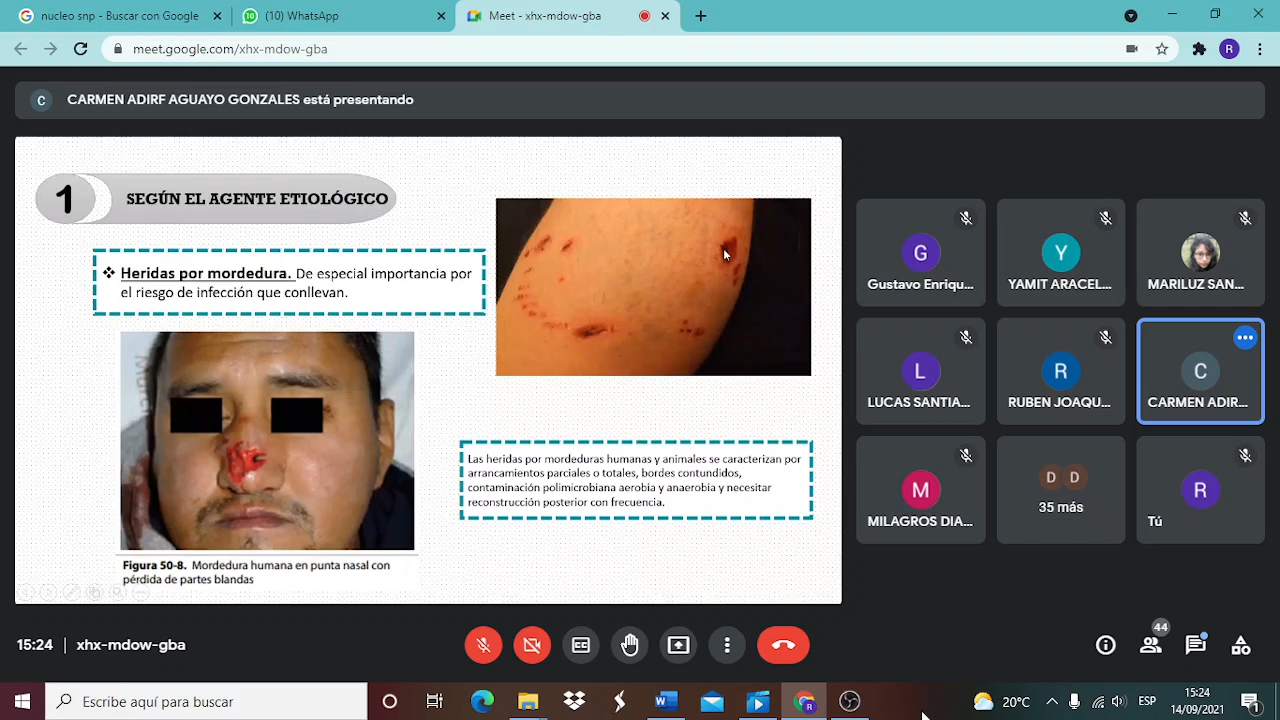 nucleo snp - Buscar con Google
(10) WhatsApp
Meet - xhx-mdow-gba
meet.google.com/xhx-mdow-gba
R
C
CARMEN ADIRF AGUAYO GONZALES está presentando
1
SEGÚN EL AGENTE ETIOLÓGICO
Heridas por mordedura. De especial importancia por
el riesgo de infección que conllevan.
Las heridas por mordeduras humanas y animales se caracterizan por
arrancamientos parciales o totales, bordes contundidos,
contaminación polimicrobiana aerobia y anaerobia y necesitar
reconstrucción posterior con frecuencia.
Figura 50-8. Mordedura humana en punta nasal con
pérdida de partes blandas
G
Gustavo Enriqu...
Y
YAMIT ARACEL...
MARILUZ SAN...
L
LUCAS SANTIA...
R
RUBEN JOAQU...
C
CARMEN ADIR...
M
MILAGROS DIA...
D D
35 más
R
Tú
15:24 | xhx-mdow-gba
44
Escribe aquí para buscar
20°C
ESP
15:24
14/09/2021
1